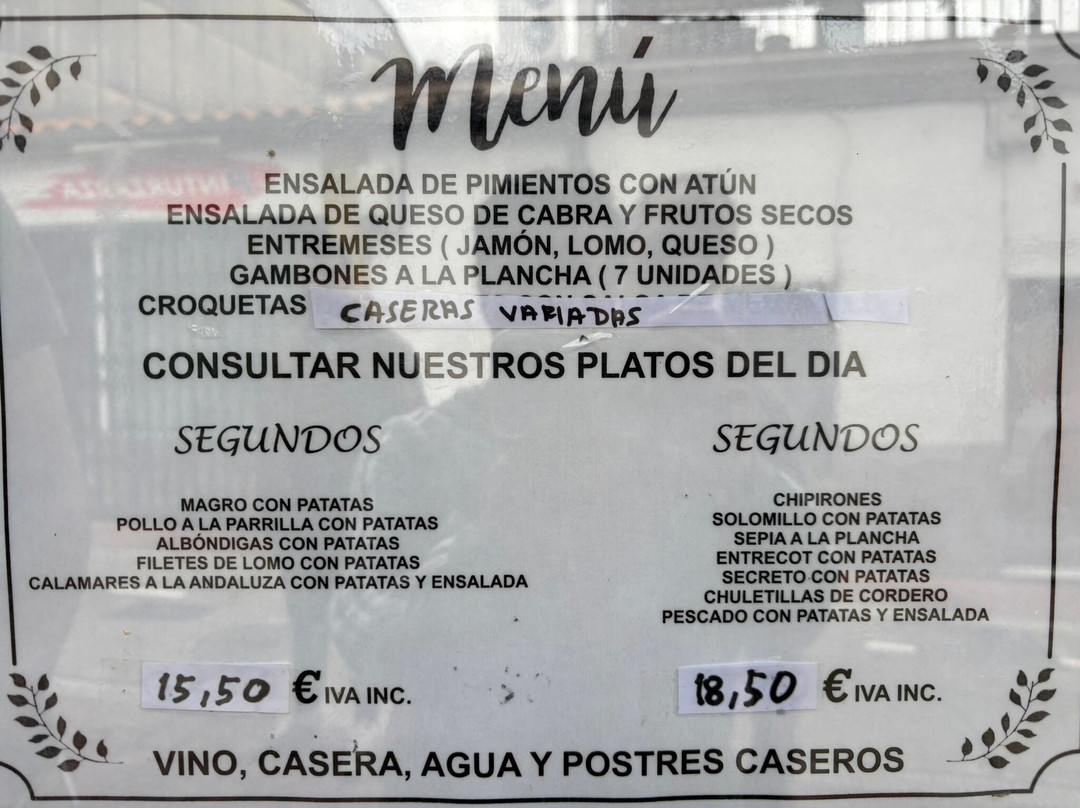 Menú
ENSALADA DE PIMIENTOS CON ATÚN
ENSALADA DE QUESO DE CABRA Y FRUTOS SECOS
ENTREMESES ( JAMÓN, LOMO, QUESO )
GAMBONES A LA PLANCHA ( 7 UNIDADES )
CROQUETAS CASERAS VARIADAS
CONSULTAR NUESTROS PLATOS DEL DIA
SEGUNDOS
MAGRO CON PATATAS
POLLO A LA PARRILLA CON PATATAS
ALBÓNDIGAS CON PATATAS
FILETES DE LOMO CON PATATAS
CALAMARES A LA ANDALUZA CON PATATAS Y ENSALADA
15,50 € IVA INC.
SEGUNDOS
CHIPIRONES
SOLOMILLO CON PATATAS
SEPIA A LA PLANCHA
ENTRECOT CON PATATAS
SECRETO CON PATATAS
CHULETILLAS DE CORDERO
PESCADO CON PATATAS Y ENSALADA
18,50 € IVA INC.
VINO, CASERA, AGUA Y POSTRES CASEROS